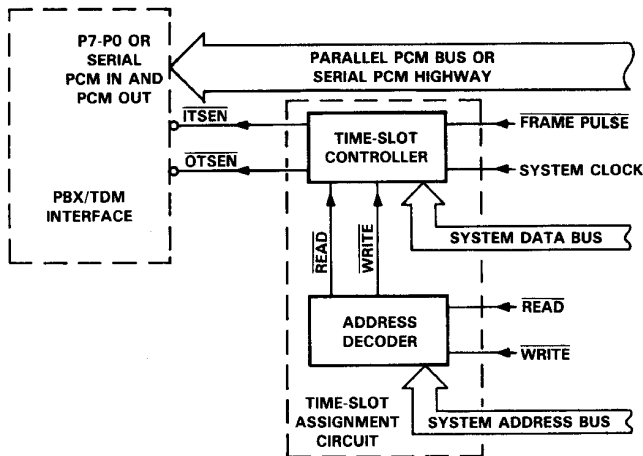 P7-P0 OR
SERIAL
PCM IN AND
PCM OUT
PARALLEL PCM BUS OR
SERIAL PCM HIGHWAY
ITSEN
OTSEN
PBX/TDM
INTERFACE
TIME-SLOT
CONTROLLER
FRAME PULSE
SYSTEM CLOCK
SYSTEM DATA BUS
READ
WRITE
ADDRESS
DECODER
READ
WRITE
TIME-SLOT
ASSIGNMENT
CIRCUIT
SYSTEM ADDRESS BUS